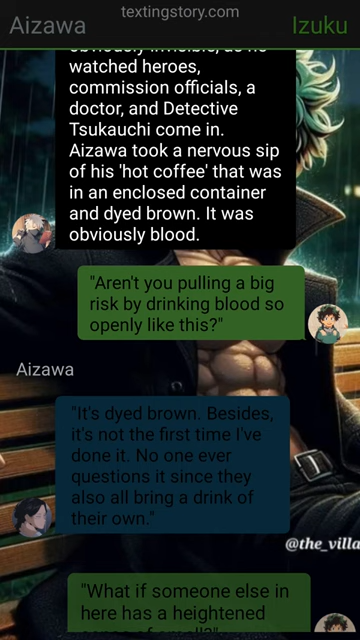 textingstory.com
Aizawa
Izuku
obviously invisible, as he
watched heroes,
commission officials, a
doctor, and Detective
Tsukauchi come in.
Aizawa took a nervous sip
of his 'hot coffee' that was
in an enclosed container
and dyed brown. It was
obviously blood.
"Aren't you pulling a big
risk by drinking blood so
openly like this?"
Aizawa
"It's dyed brown. Besides,
it's not the first time I've
done it. No one ever
questions it since they
also all bring a drink of
their own."
@the_villa
"What if someone else in
here has a heightened